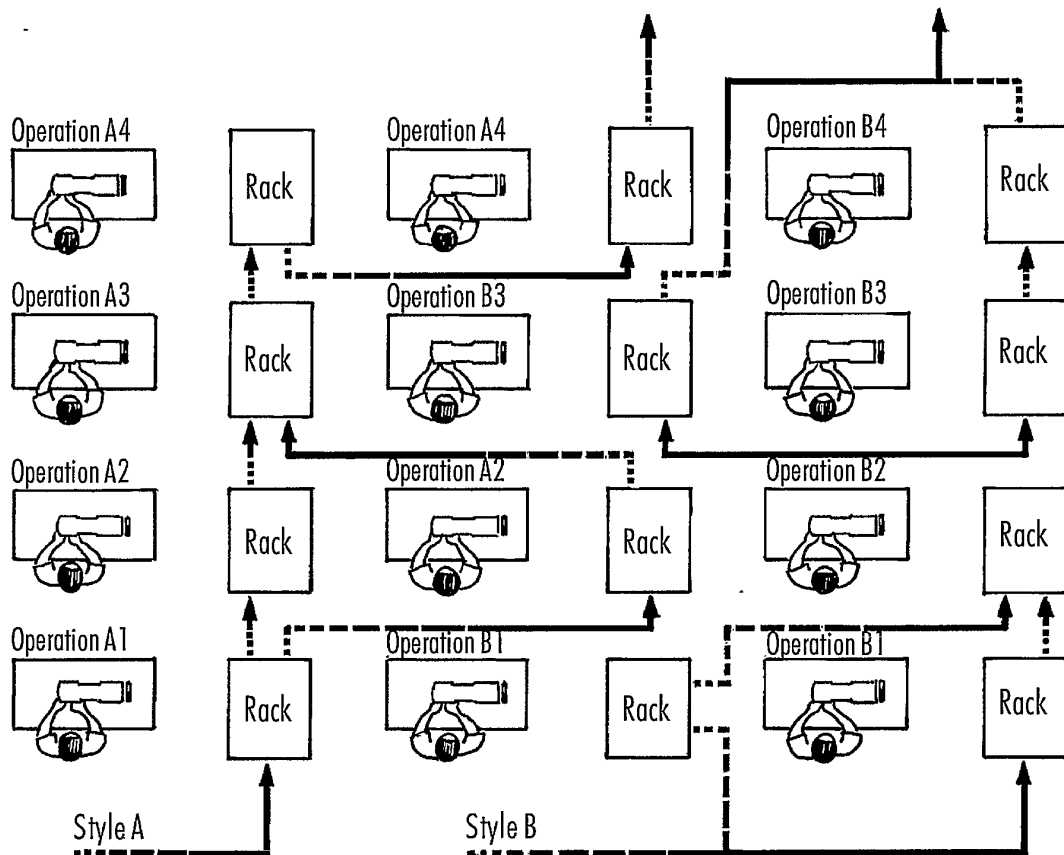 Operation A4
Rack
Operation A4
Rack
Operation B4
Rack
Operation A3
Rack
Operation B3
Rack
Operation B3
Rack
Operation A2
Rack
Operation A2
Rack
Operation B2
Rack
Operation A1
Rack
Operation B1
Rack
Operation B1
Rack
Style A
Style B